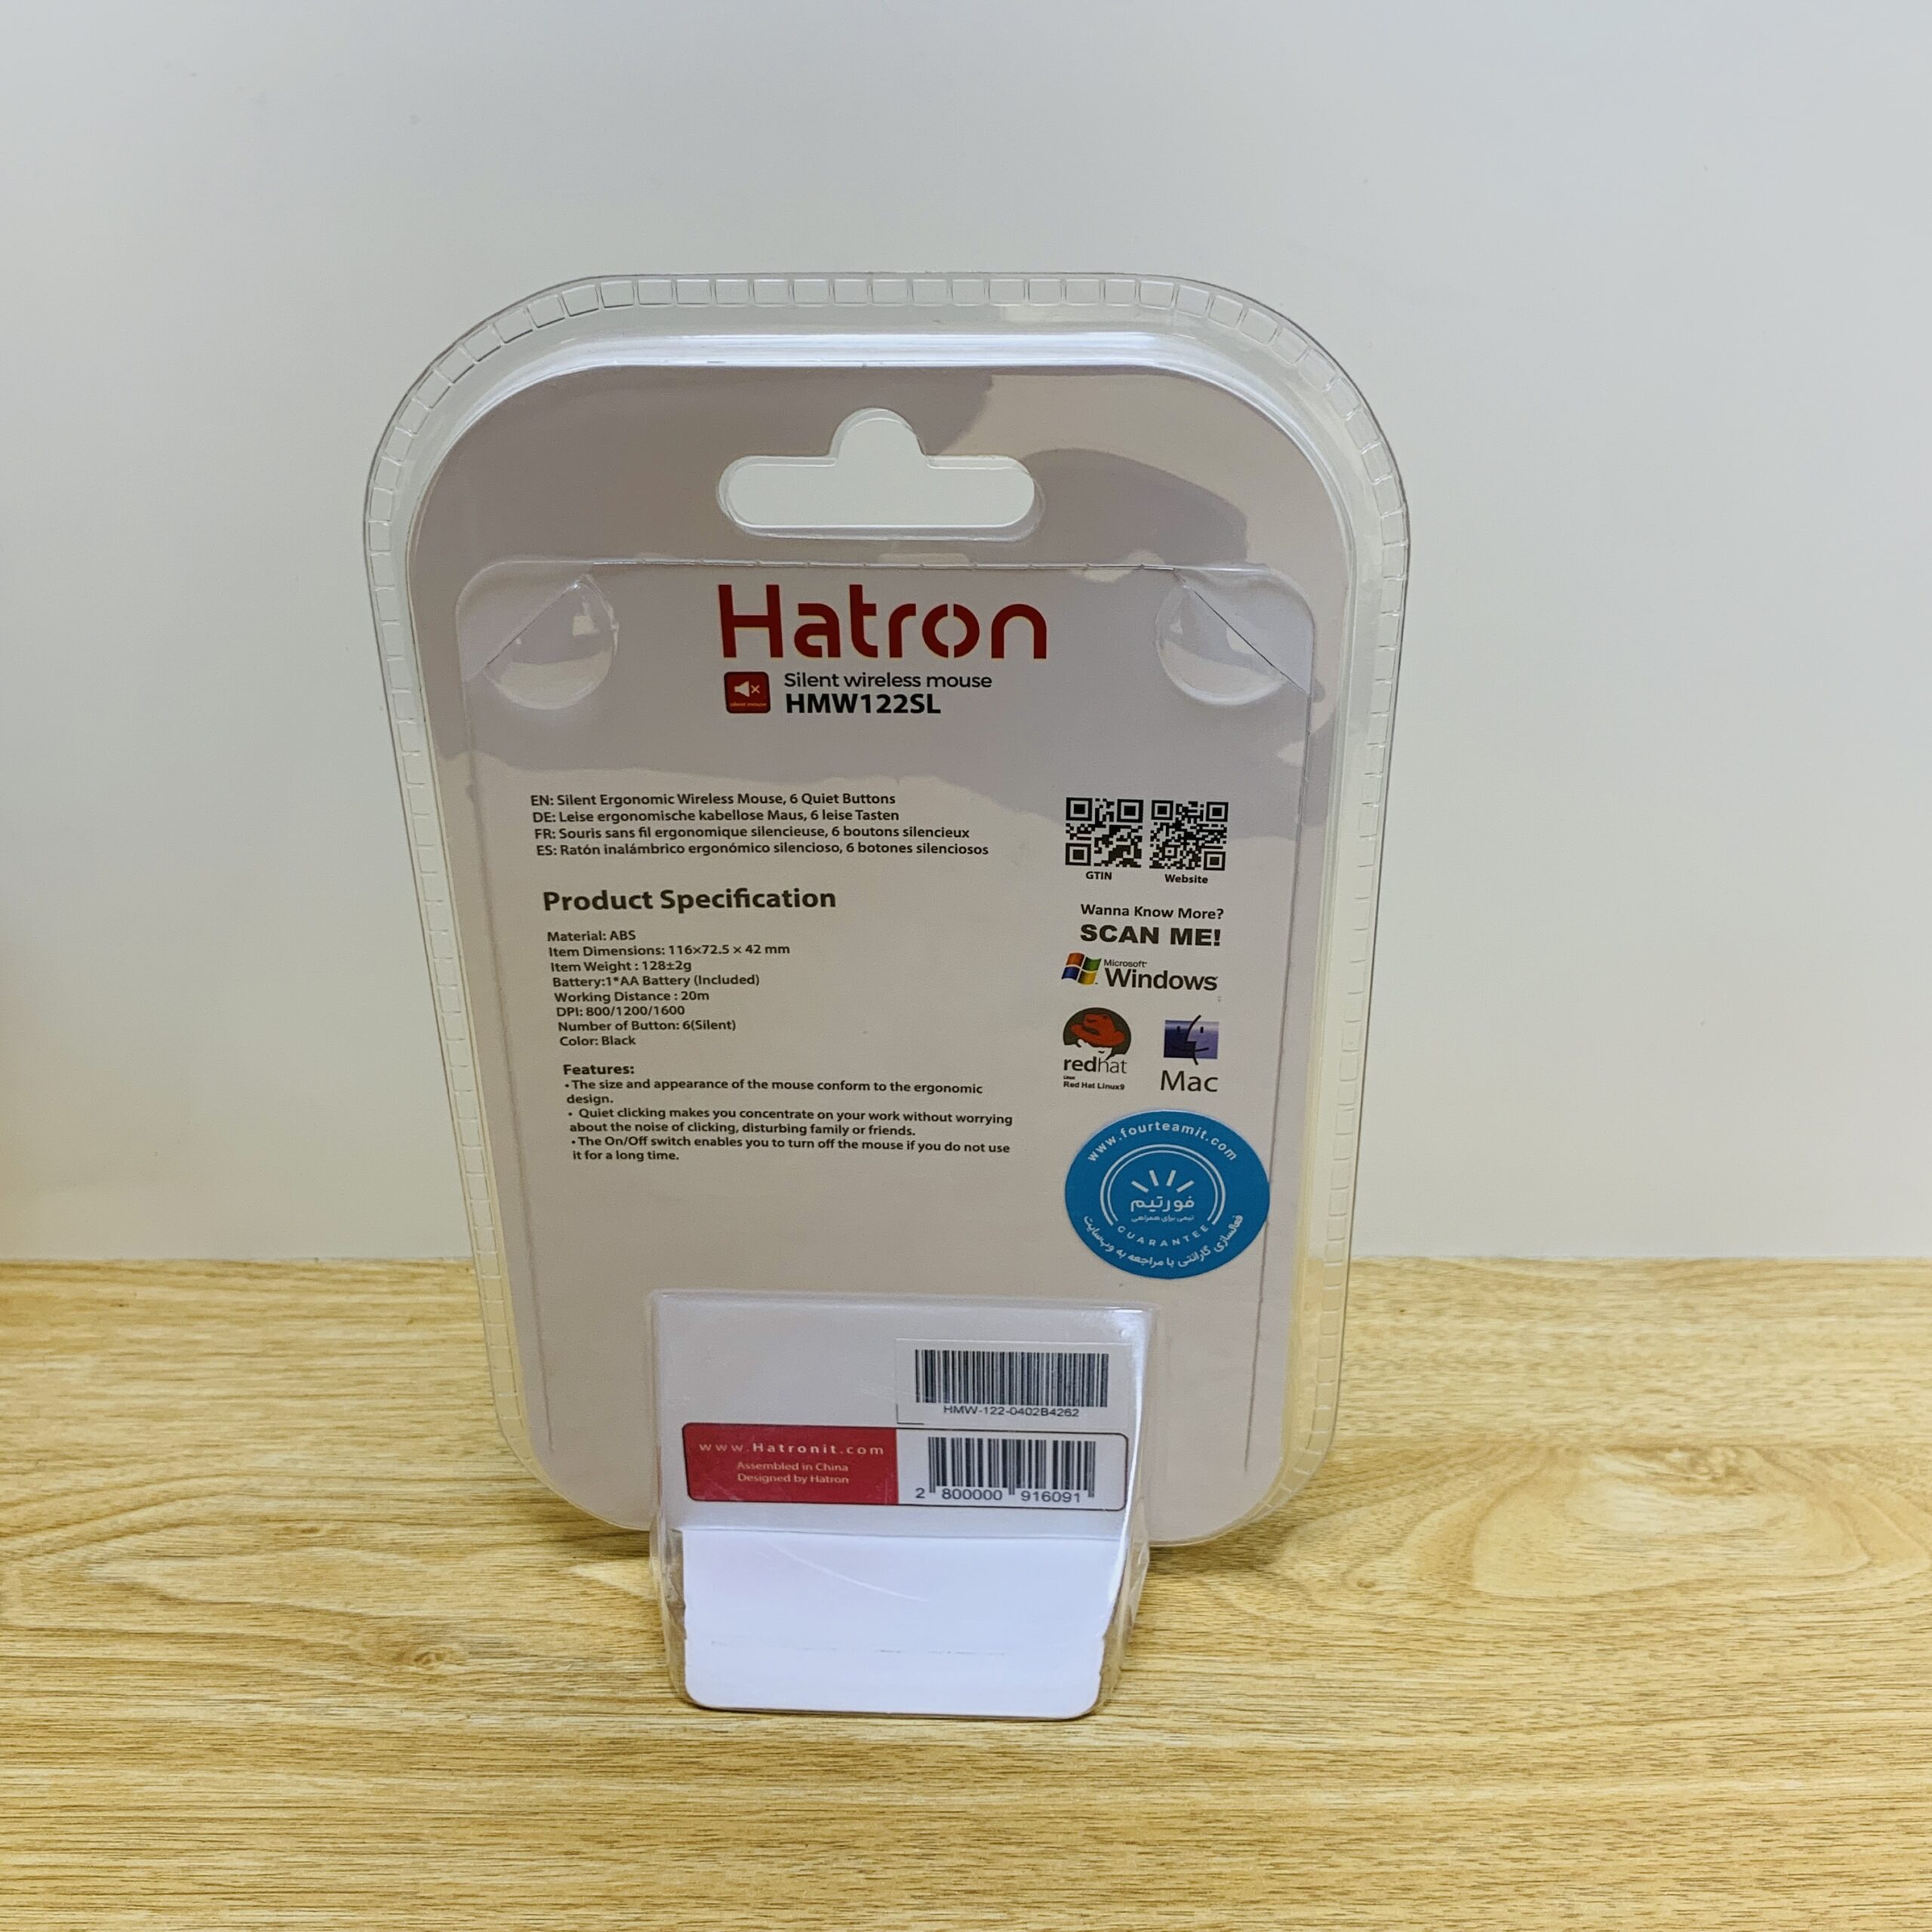 Hatron
Silent wireless mouse
silent mouse
HMW122SL
EN: Silent Ergonomic Wireless Mouse, 6 Quiet Buttons
DE: Leise ergonomische kabellose Maus, 6 leise Tasten
FR: Souris sans fil ergonomique silencieuse, 6 boutons silencieux
ES: Ratón inalámbrico ergonómico silencioso, 6 botones silenciosos
GTIN
Website
Product Specification
Material: ABS
Item Dimensions: 116×72.5 × 42 mm
Item Weight : 128±2g
Battery:1*AA Battery (Included)
Working Distance : 20m
DPI: 800/1200/1600
Number of Button: 6(Silent)
Color: Black
Features:
•The size and appearance of the mouse conform to the ergonomic
design.
• Quiet clicking makes you concentrate on your work without worrying
about the noise of clicking, disturbing family or friends.
•The On/Off switch enables you to turn off the mouse if you do not use
it for a long time.
Wanna Know More?
SCAN ME!
Microsoft
Windows
redhat
Red Hat Linux9
Mac
www.fourteamit.com
فورتیم
تیمی برای همراهی
GUARANTEE
فعالسازی گارانتی با مراجعه به وب‌سایت
HMW-122-0402B4262
www.Hatronit.com
Assembled in China
Designed by Hatron
2 800000 916091